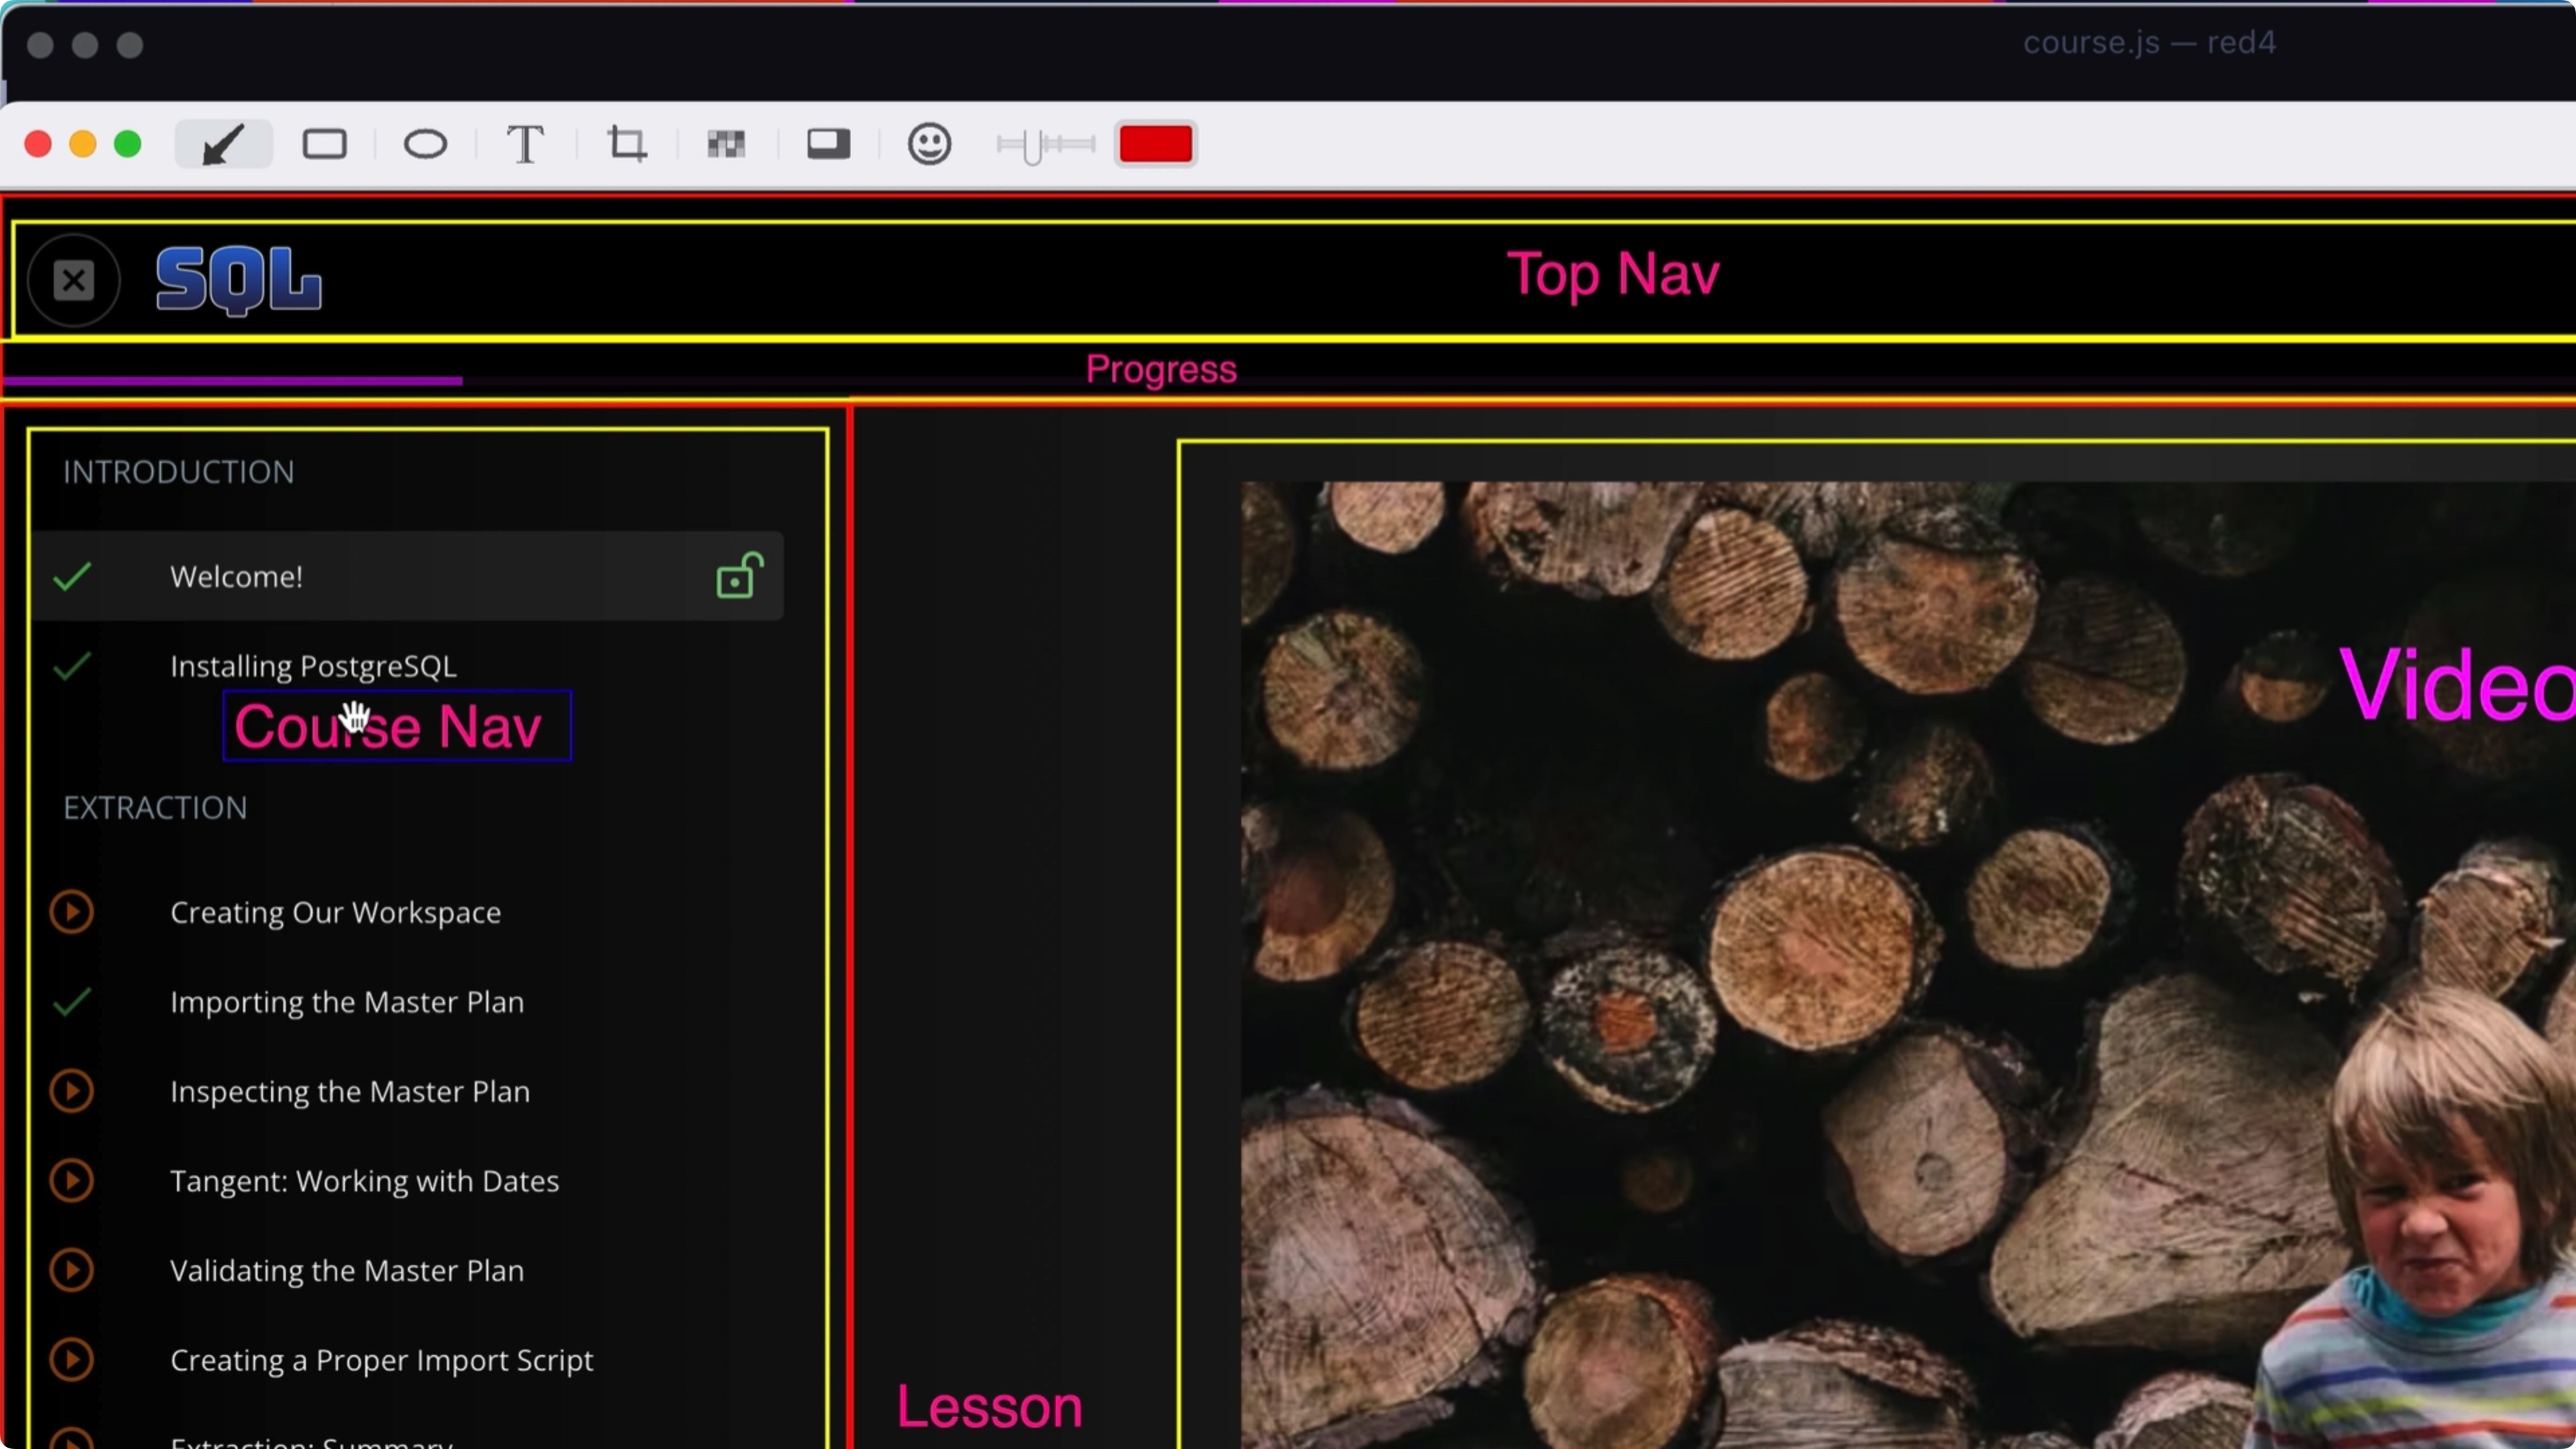 course.js — red4
T
SQL
Top Nav
Progress
INTRODUCTION
Welcome!
Installing PostgreSQL
Course Nav
Video
EXTRACTION
Creating Our Workspace
Importing the Master Plan
Inspecting the Master Plan
Tangent: Working with Dates
Validating the Master Plan
Creating a Proper Import Script
Lesson
Extraction: Summary